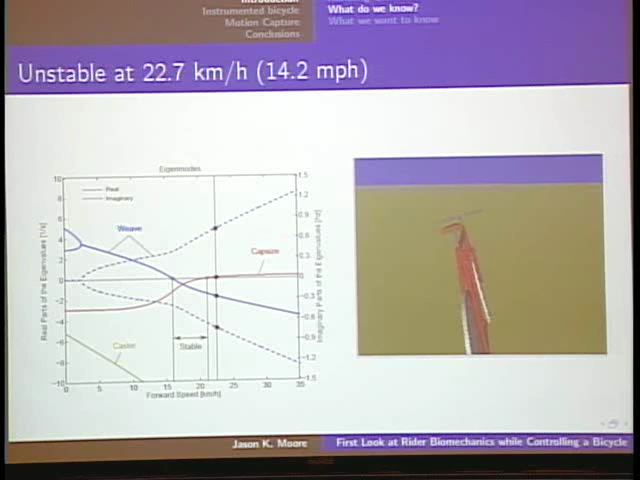 Introduction
Instrumented bicycle
Motion Capture
Conclusions
What do we know?
What we want to know
Unstable at 22.7 km/h (14.2 mph)
Eigenmodes
Real
Imaginary
Weave
Capsize
Caster
Stable
Real Parts of the Eigenvalues [1/s]
Imaginary Parts of the Eigenvalues [hz]
10
8
6
4
2
0
-2
-4
-6
-8
-10
1.5
1.2
0.9
0.6
0.3
0
-0.3
-0.6
-0.9
-1.2
-1.5
0 5 10 15 20 25 30 35
Forward Speed [km/h]
Jason K. Moore
First Look at Rider Biomechanics while Controlling a Bicycle